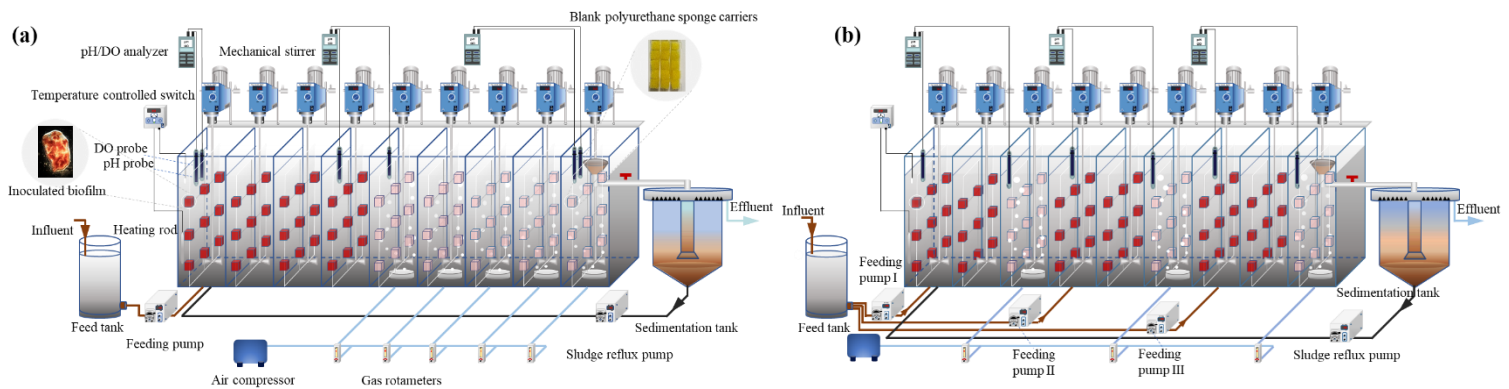 (a)
Blank polyurethane sponge carriers
pH/DO analyzer
Mechanical stirrer
Temperature controlled switch
DO probe
pH probe
Inoculated biofilm
Influent
Heating rod
Effluent
Feed tank
Feeding pump
Sedimentation tank
Sludge reflux pump
Air compressor
Gas rotameters
(b)
Influent
Effluent
Feeding
pump I
Sedimentation tank
Feed tank
Feeding
pump II
Feeding
pump III
Sludge reflux pump